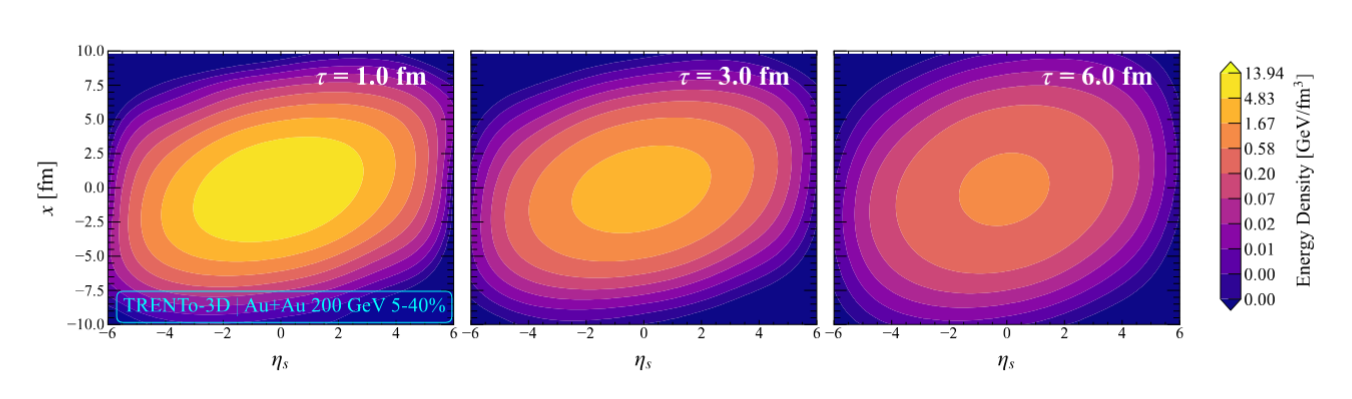 τ = 1.0 fm
τ = 3.0 fm
τ = 6.0 fm
x [fm]
10.0
7.5
5.0
2.5
0.0
−2.5
−5.0
−7.5
−10.0
TRENTo-3D | Au+Au 200 GeV 5-40%
−6 −4 −2 0 2 4 6
−6 −4 −2 0 2 4 6
−6 −4 −2 0 2 4 6
ηs
ηs
ηs
13.94
4.83
1.67
0.58
0.20
0.07
0.02
0.01
0.00
0.00
Energy Density [GeV/fm³]